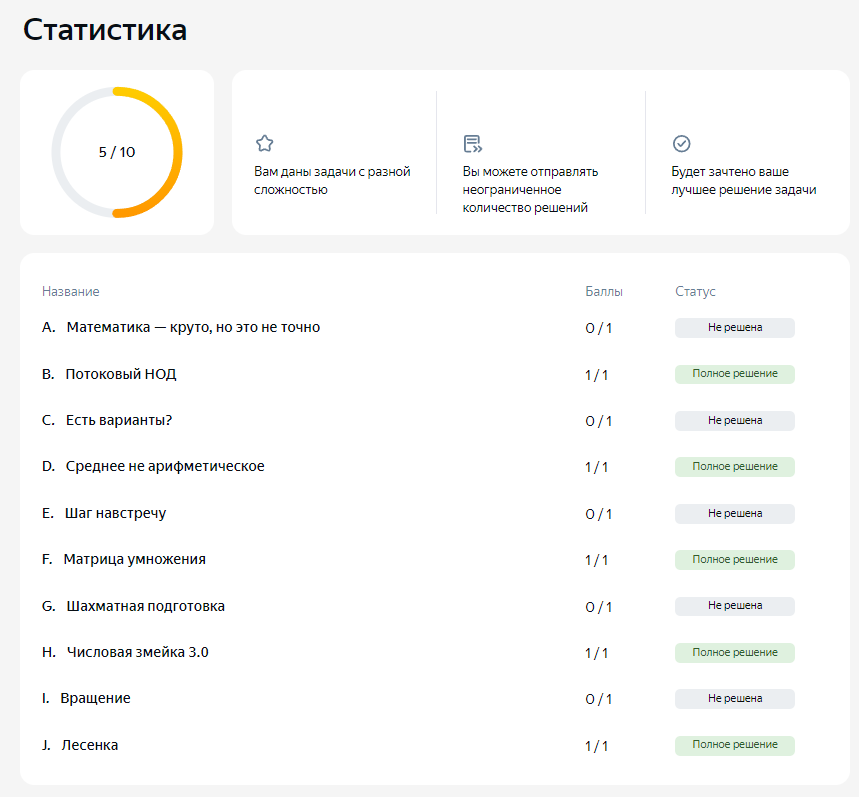 Статистика
5 / 10
Вам даны задачи с разной
сложностью
Вы можете отправлять
неограниченное
количество решений
Будет зачтено ваше
лучшее решение задачи
Название Баллы Статус
A. Математика — круто, но это не точно 0 / 1 Не решена
B. Потоковый НОД 1 / 1 Полное решение
C. Есть варианты? 0 / 1 Не решена
D. Среднее не арифметическое 1 / 1 Полное решение
E. Шаг навстречу 0 / 1 Не решена
F. Матрица умножения 1 / 1 Полное решение
G. Шахматная подготовка 0 / 1 Не решена
H. Числовая змейка 3.0 1 / 1 Полное решение
I. Вращение 0 / 1 Не решена
J. Лесенка 1 / 1 Полное решение